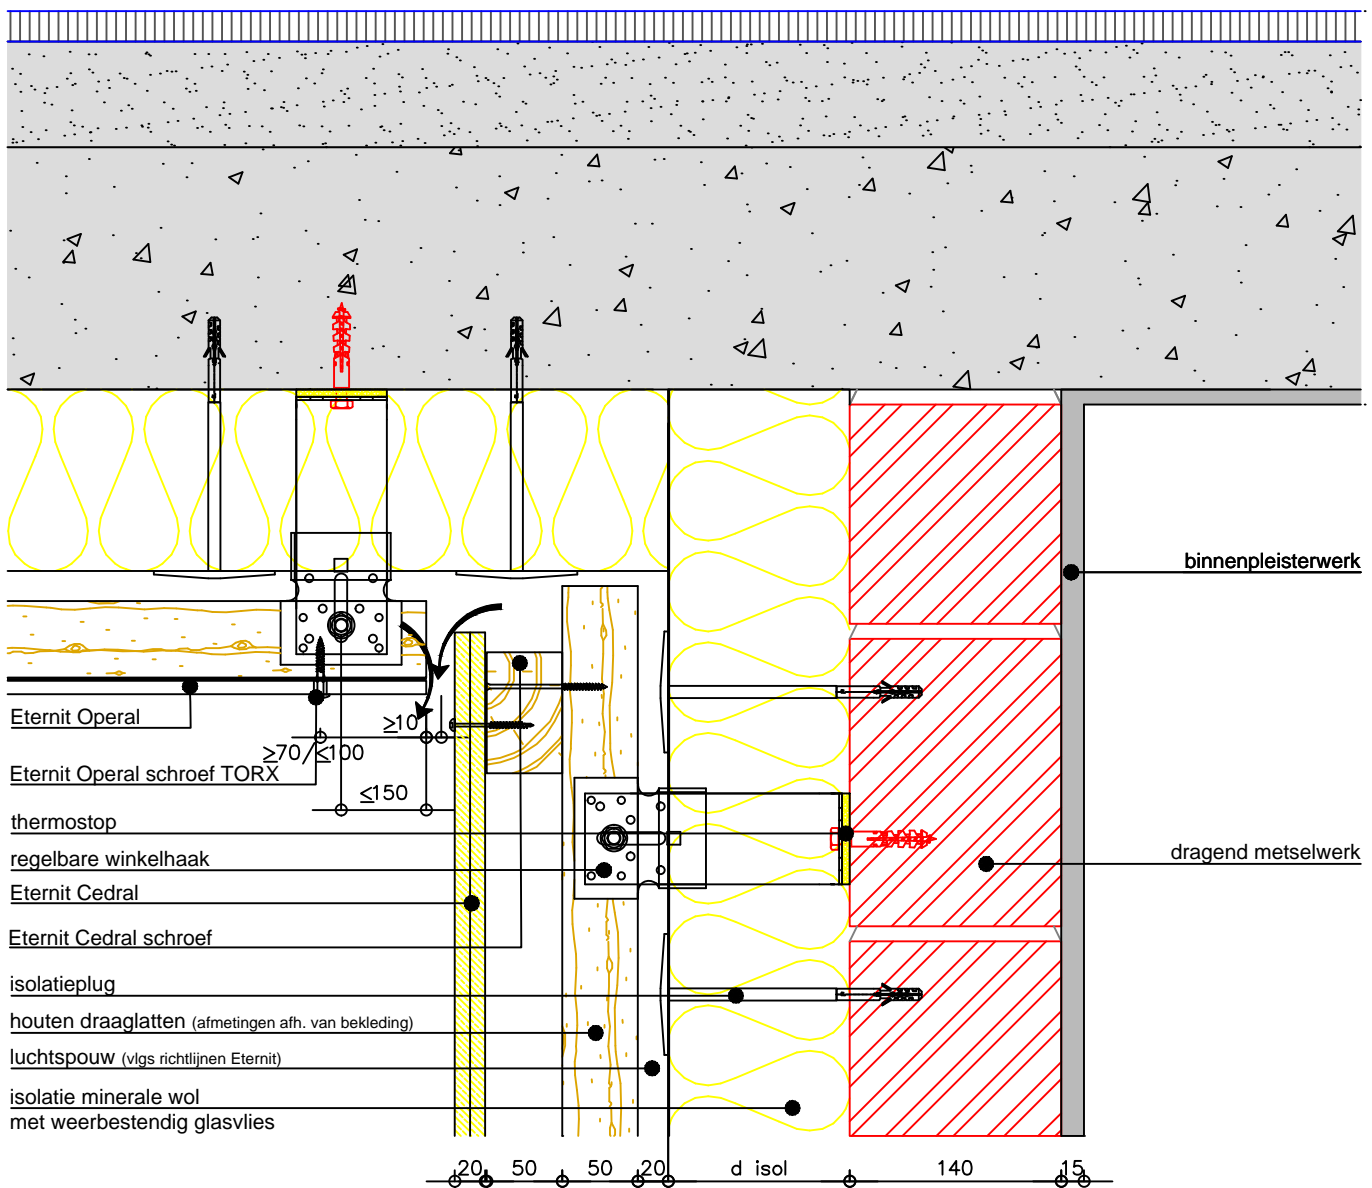 binnenpleisterwerk
Eternit Operal
≥10
≥70/≤100
Eternit Operal schroef TORX
≤150
thermostop
regelbare winkelhaak
dragend metselwerk
Eternit Cedral
Eternit Cedral schroef
isolatieplug
houten draaglatten (afmetingen afh. van bekleding)
luchtspouw (vlgs richtlijnen Eternit)
isolatie minerale wol
met weerbestendig glasvlies
20 50 50 20 d isol 140 15